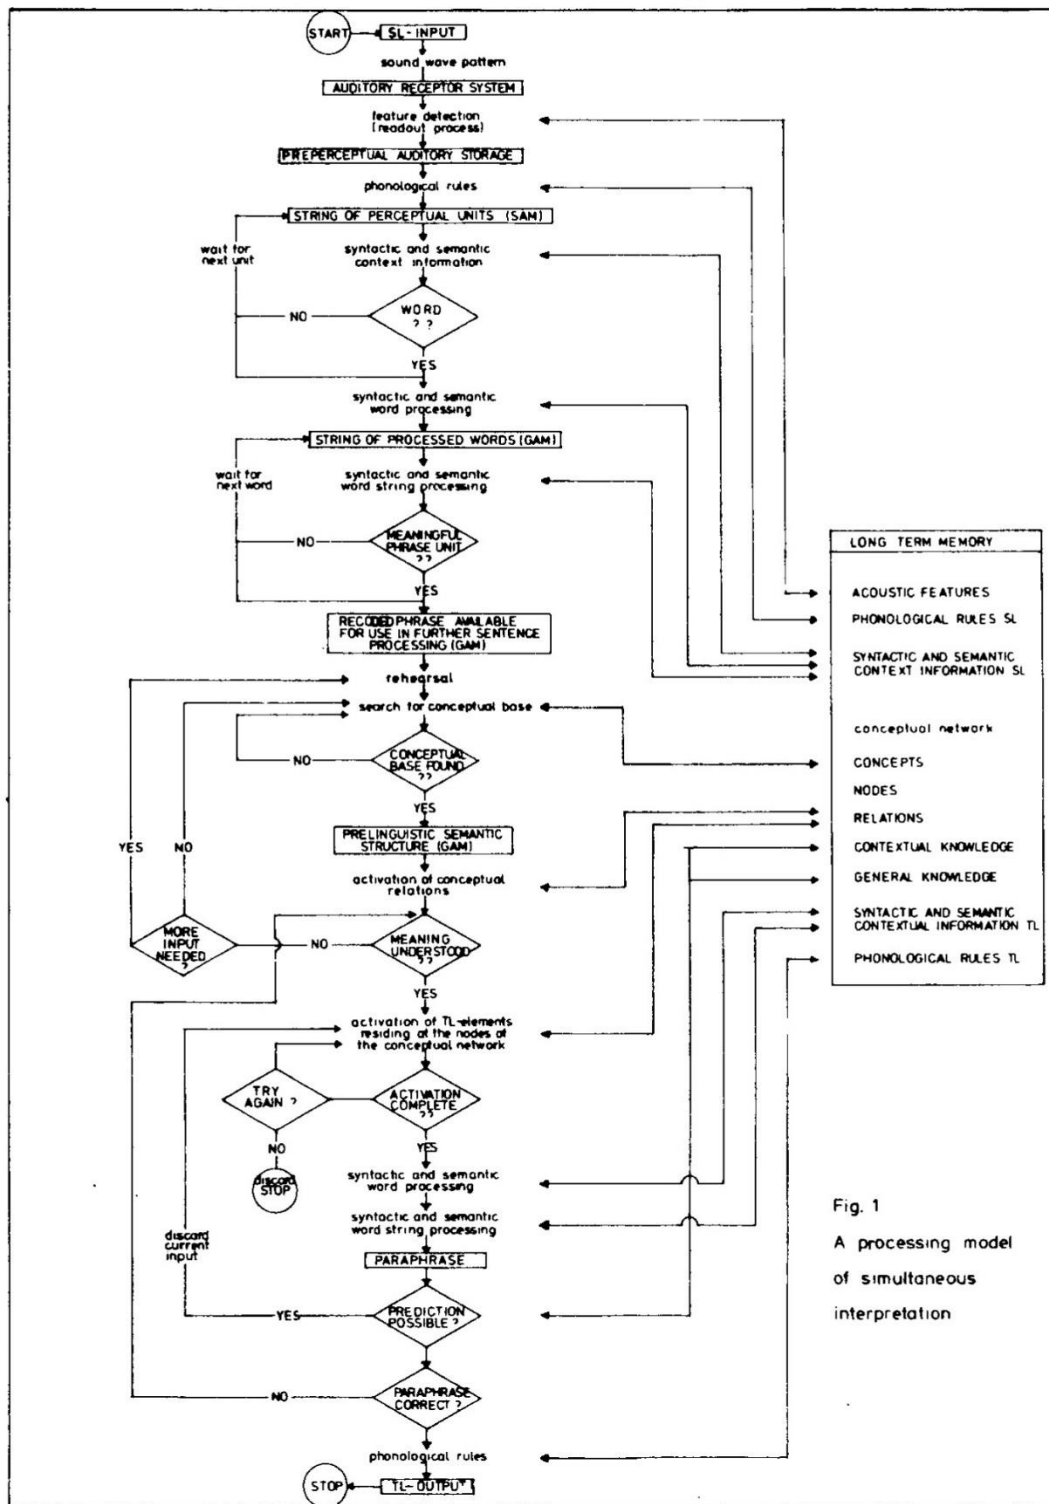 START
SL-INPUT
sound wave pattern
AUDITORY RECEPTOR SYSTEM
feature detection
(readout process)
PREPERCEPTUAL AUDITORY STORAGE
phonological rules
STRING OF PERCEPTUAL UNITS (SAM)
wait for
next unit
syntactic and semantic
context information
WORD
? ?
NO
YES
syntactic and semantic
word processing
STRING OF PROCESSED WORDS (GAM)
wait for
next word
syntactic and semantic
word string processing
MEANINGFUL
PHRASE UNIT
??
NO
YES
RECODED PHRASE AVAILABLE
FOR USE IN FURTHER SENTENCE
PROCESSING (GAM)
rehearsal
search for conceptual base
CONCEPTUAL
BASE FOUND
??
NO
YES
PRELINGUISTIC SEMANTIC
STRUCTURE (GAM)
YES
NO
activation of conceptual
relations
MORE
INPUT
NEEDED
?
NO
MEANING
UNDERSTOOD
??
YES
activation of TL-elements
residing at the nodes of
the conceptual network
TRY
AGAIN ?
ACTIVATION
COMPLETE
??
NO
YES
discard
STOP
syntactic and semantic
word processing
syntactic and semantic
word string processing
discard
current
input
PARAPHRASE
PREDICTION
POSSIBLE ?
YES
PARAPHRASE
CORRECT ?
NO
phonological rules
STOP
TL-OUTPUT
LONG TERM MEMORY
ACOUSTIC FEATURES
PHONOLOGICAL RULES SL
SYNTACTIC AND SEMANTIC
CONTEXT INFORMATION SL
conceptual network
CONCEPTS
NODES
RELATIONS
CONTEXTUAL KNOWLEDGE
GENERAL KNOWLEDGE
SYNTACTIC AND SEMANTIC
CONTEXTUAL INFORMATION TL
PHONOLOGICAL RULES TL
Fig. 1
A processing model
of simultaneous
interpretation